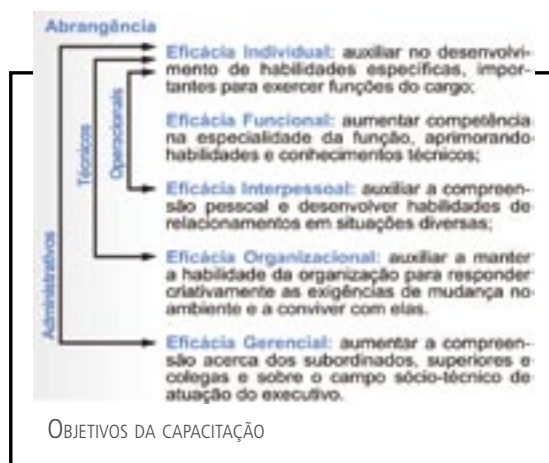 Abrangência
Eficácia Individual: auxiliar no desenvolvi-
mento de habilidades específicas, impor-
tantes para exercer funções do cargo;
Eficácia Funcional: aumentar competência
na especialidade da função, aprimorando
habilidades e conhecimentos técnicos;
Eficácia Interpessoal: auxiliar a compreen-
são pessoal e desenvolver habilidades de
relacionamentos em situações diversas;
Eficácia Organizacional: auxiliar a manter
a habilidade da organização para responder
criativamente as exigências de mudança no
ambiente e a conviver com elas.
Eficácia Gerencial: aumentar a compreen-
são acerca dos subordinados, superiores e
colegas e sobre o campo sócio-técnico de
atuação do executivo.
Administrativos
Técnicos
Operacionais
OBJETIVOS DA CAPACITAÇÃO